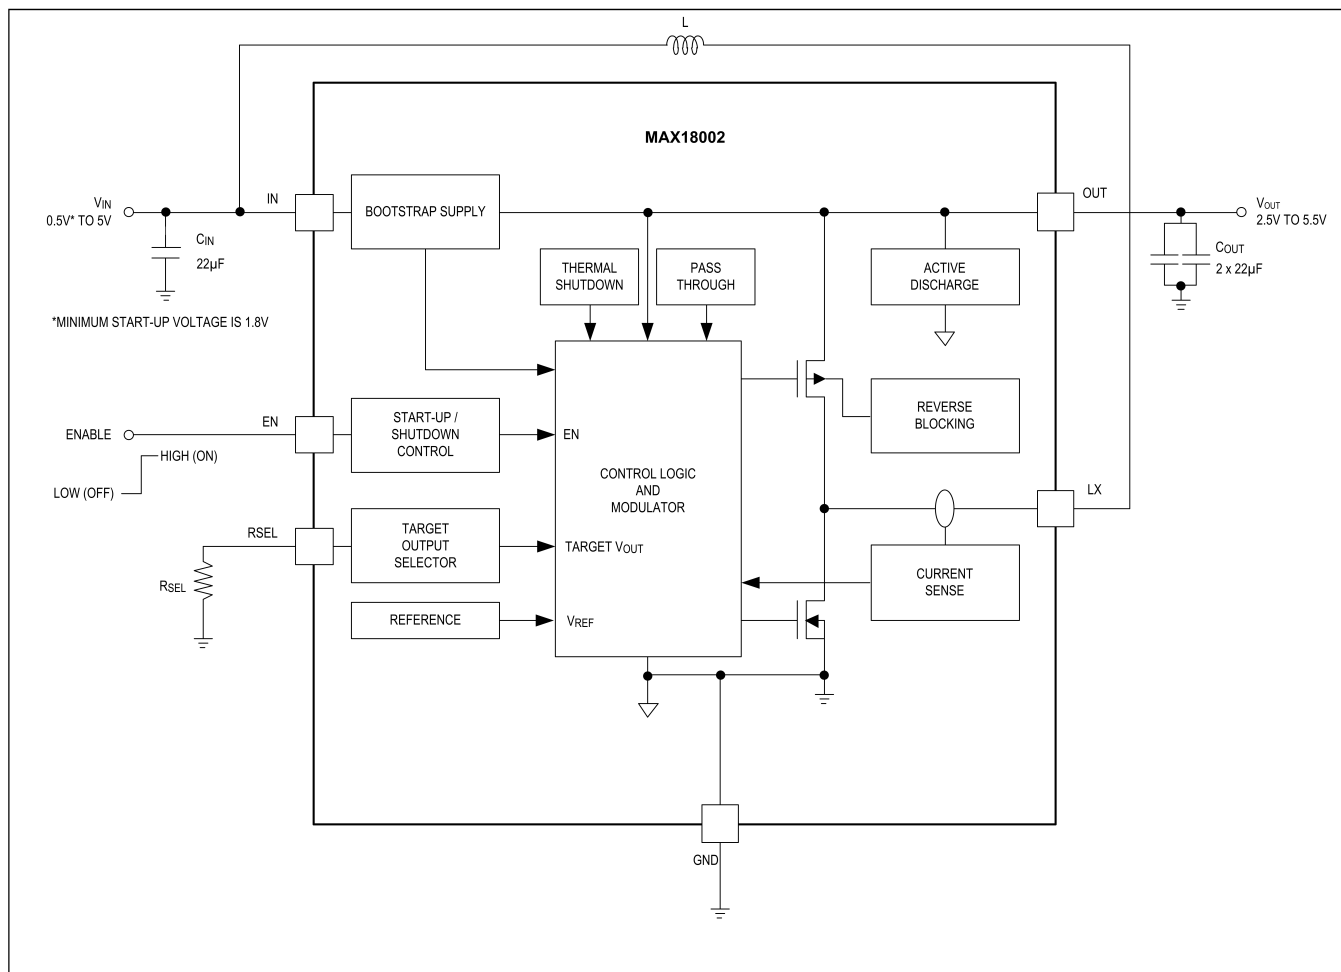 L
MAX18002
IN
BOOTSTRAP SUPPLY
OUT
VIN
0.5V* TO 5V
VOUT
2.5V TO 5.5V
CIN
22µF
COUT
2 x 22µF
THERMAL
SHUTDOWN
PASS
THROUGH
ACTIVE
DISCHARGE
*MINIMUM START-UP VOLTAGE IS 1.8V
REVERSE
BLOCKING
EN
START-UP /
SHUTDOWN
CONTROL
ENABLE
EN
HIGH (ON)
LOW (OFF)
CONTROL LOGIC
AND
MODULATOR
LX
RSEL
TARGET
OUTPUT
SELECTOR
TARGET VOUT
RSEL
CURRENT
SENSE
REFERENCE
VREF
GND